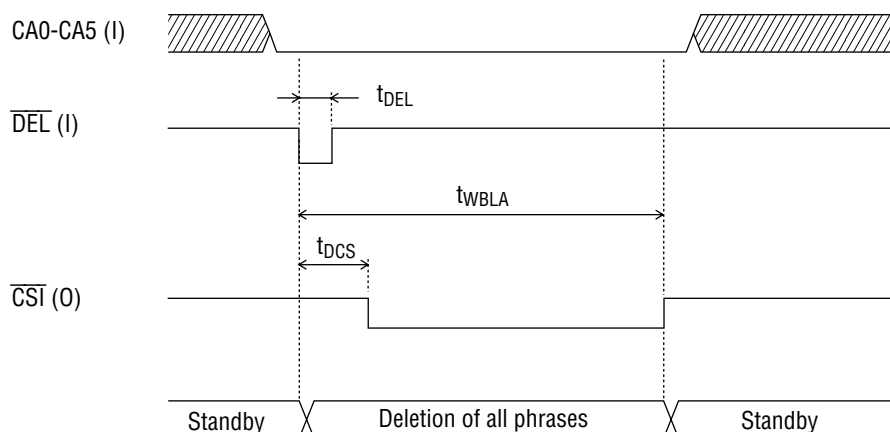 CA0-CA5 (I)
tDEL
DEL (I)
tWBLA
tDCS
CSI (O)
Standby Deletion of all phrases Standby